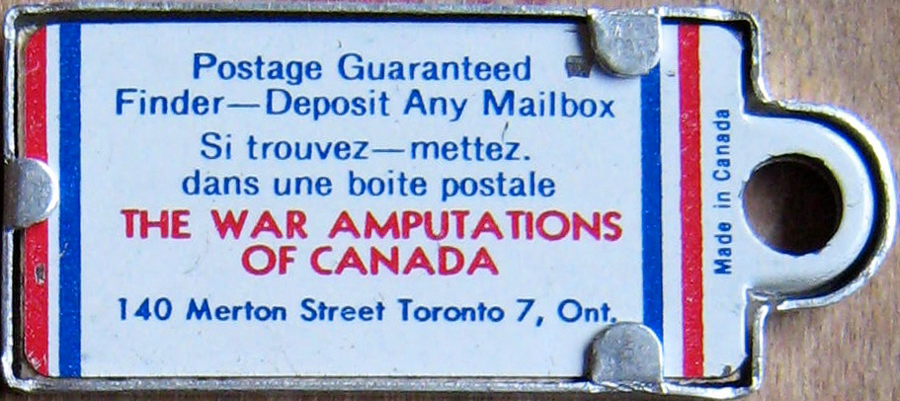 Postage Guaranteed
Finder—Deposit Any Mailbox
Si trouvez—mettez.
dans une boite postale
THE WAR AMPUTATIONS
OF CANADA
140 Merton Street Toronto 7, Ont.
Made in Canada